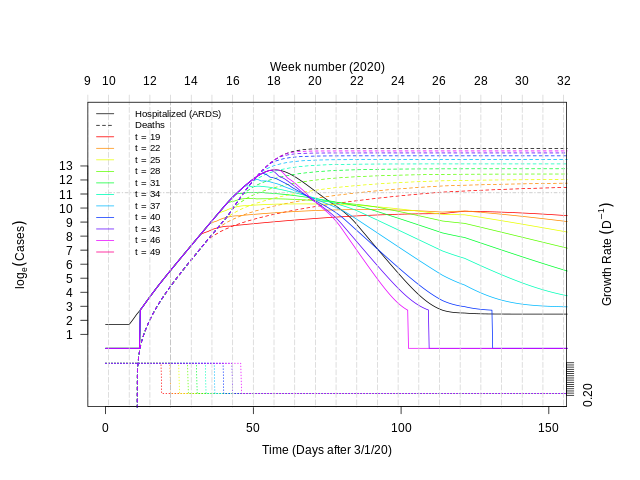 Week number (2020)
9 10 12 14 16 18 20 22 24 26 28 30 32
Hospitalized (ARDS)
Deaths
t = 19
t = 22
t = 25
t = 28
t = 31
t = 34
t = 37
t = 40
t = 43
t = 46
t = 49
13
12
11
10
9
8
7
6
5
4
3
2
1
logₑ(Cases)
Growth Rate (D⁻¹)
0.20
0 50 100 150
Time (Days after 3/1/20)